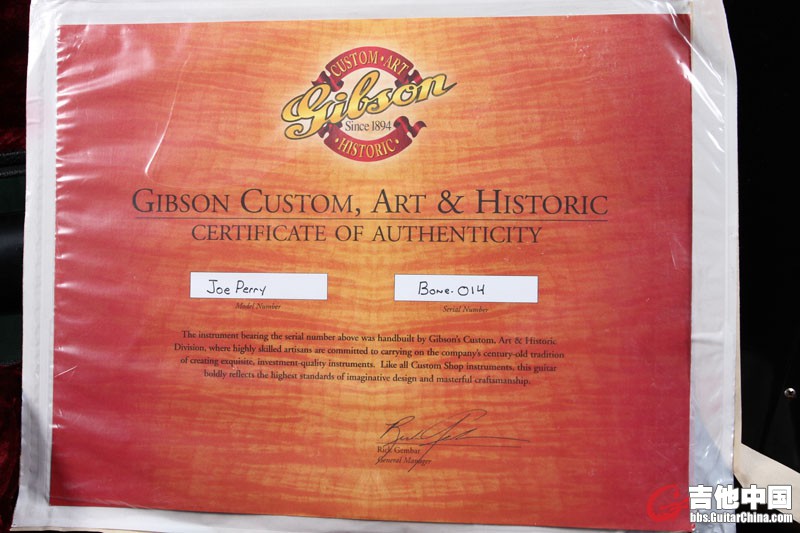 CUSTOM · ART
Gibson
Since 1894
· HISTORIC ·
GIBSON CUSTOM, ART & HISTORIC
CERTIFICATE OF AUTHENTICITY
Joe Perry
Bone-014
Model Number
Serial Number
The instrument bearing the serial number above was handbuilt by Gibson's Custom, Art & Historic
Division, where highly skilled artisans are committed to carrying on the company's century-old tradition
of creating exquisite, investment-quality instruments. Like all Custom Shop instruments, this guitar
boldly reflects the highest standards of imaginative design and masterful craftsmanship.
Rick Gembar
General Manager
吉他中国
bbs.GuitarChina.com